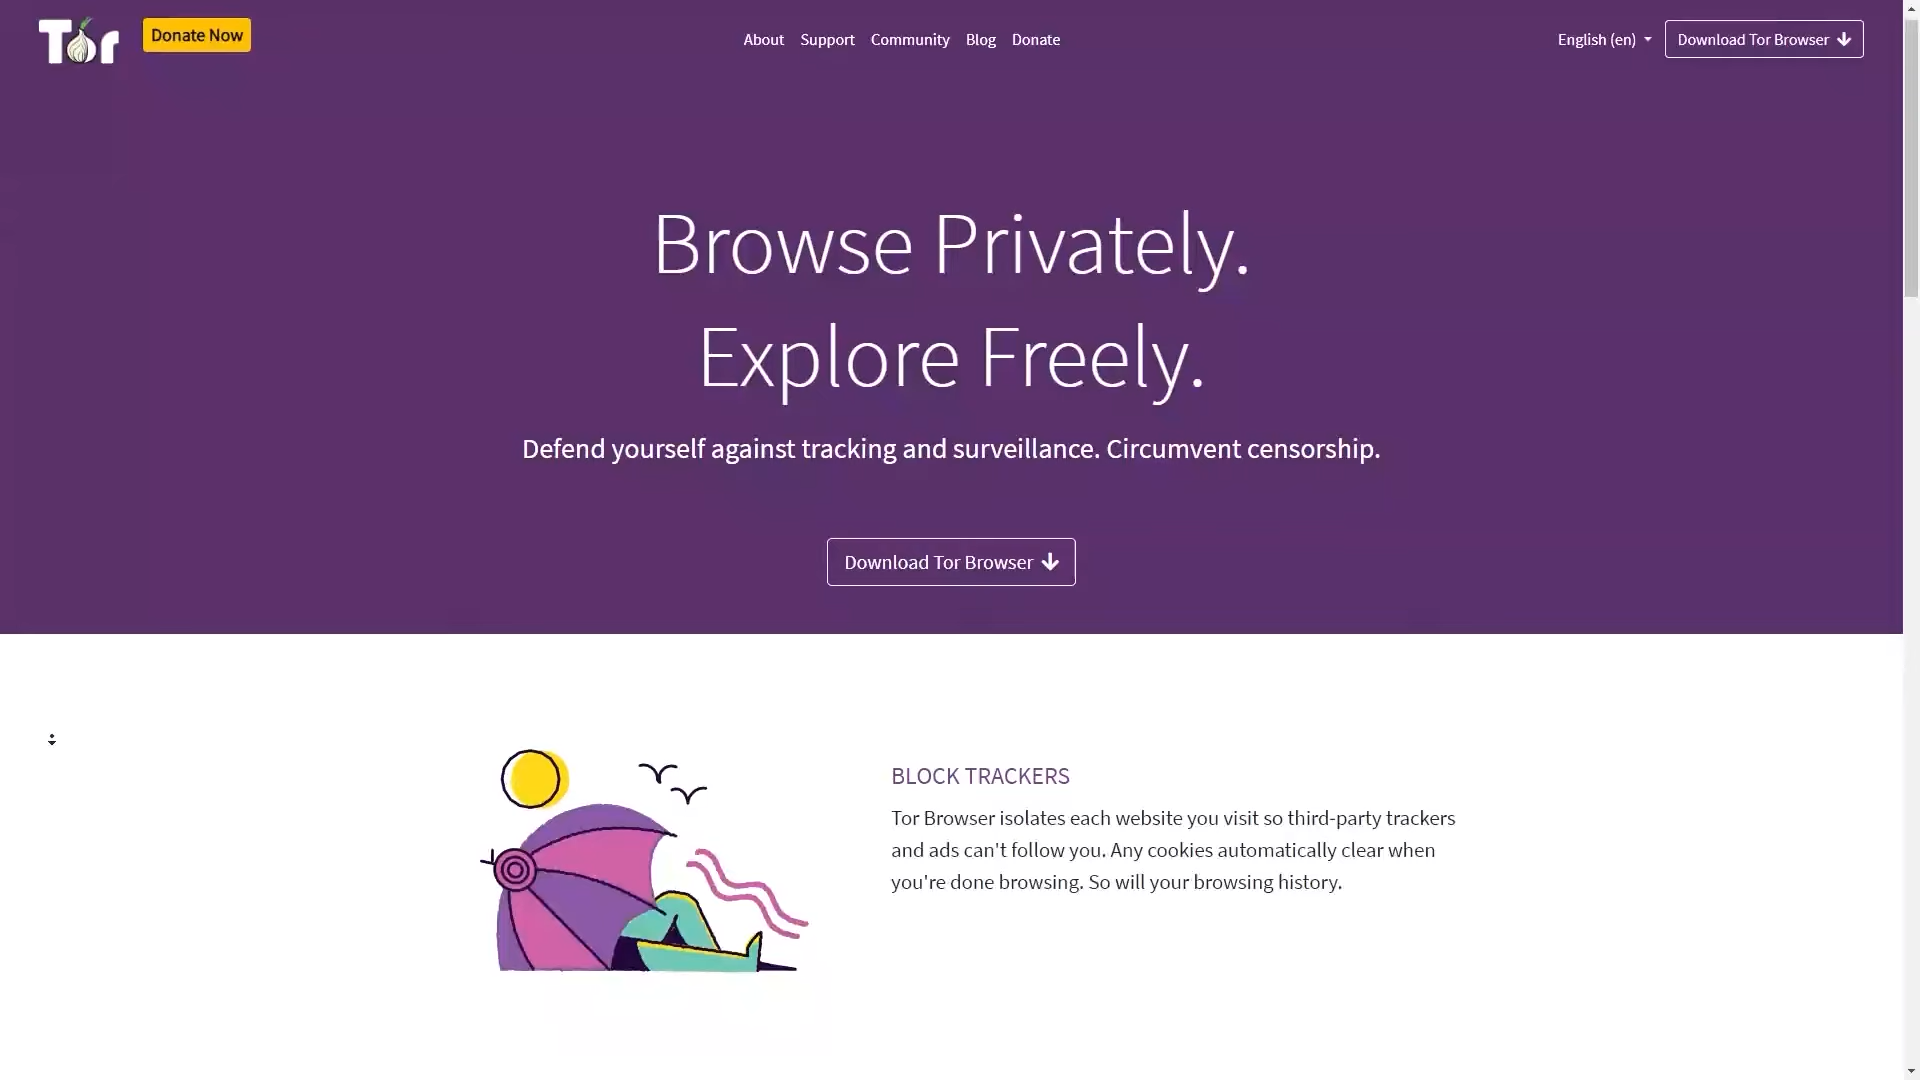 Tor
Donate Now
About Support Community Blog Donate
English (en)
Download Tor Browser
Browse Privately.
Explore Freely.
Defend yourself against tracking and surveillance. Circumvent censorship.
Download Tor Browser
BLOCK TRACKERS
Tor Browser isolates each website you visit so third-party trackers
and ads can't follow you. Any cookies automatically clear when
you're done browsing. So will your browsing history.